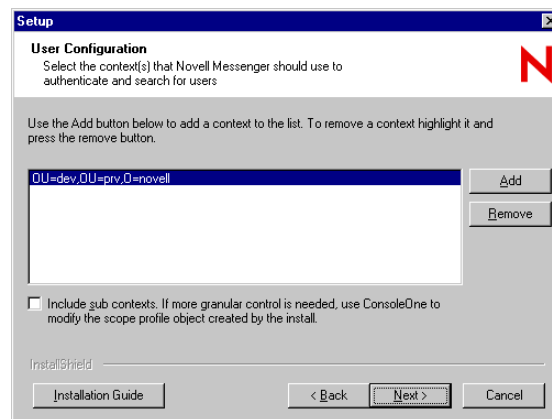 Setup
User Configuration
Select the context(s) that Novell Messenger should use to
authenticate and search for users
N
Use the Add button below to add a context to the list. To remove a context highlight it and
press the remove button.
OU=dev,OU=prv,O=novell
Add
Remove
Include sub contexts. If more granular control is needed, use ConsoleOne to
modify the scope profile object created by the install.
InstallShield
Installation Guide
< Back
Next >
Cancel